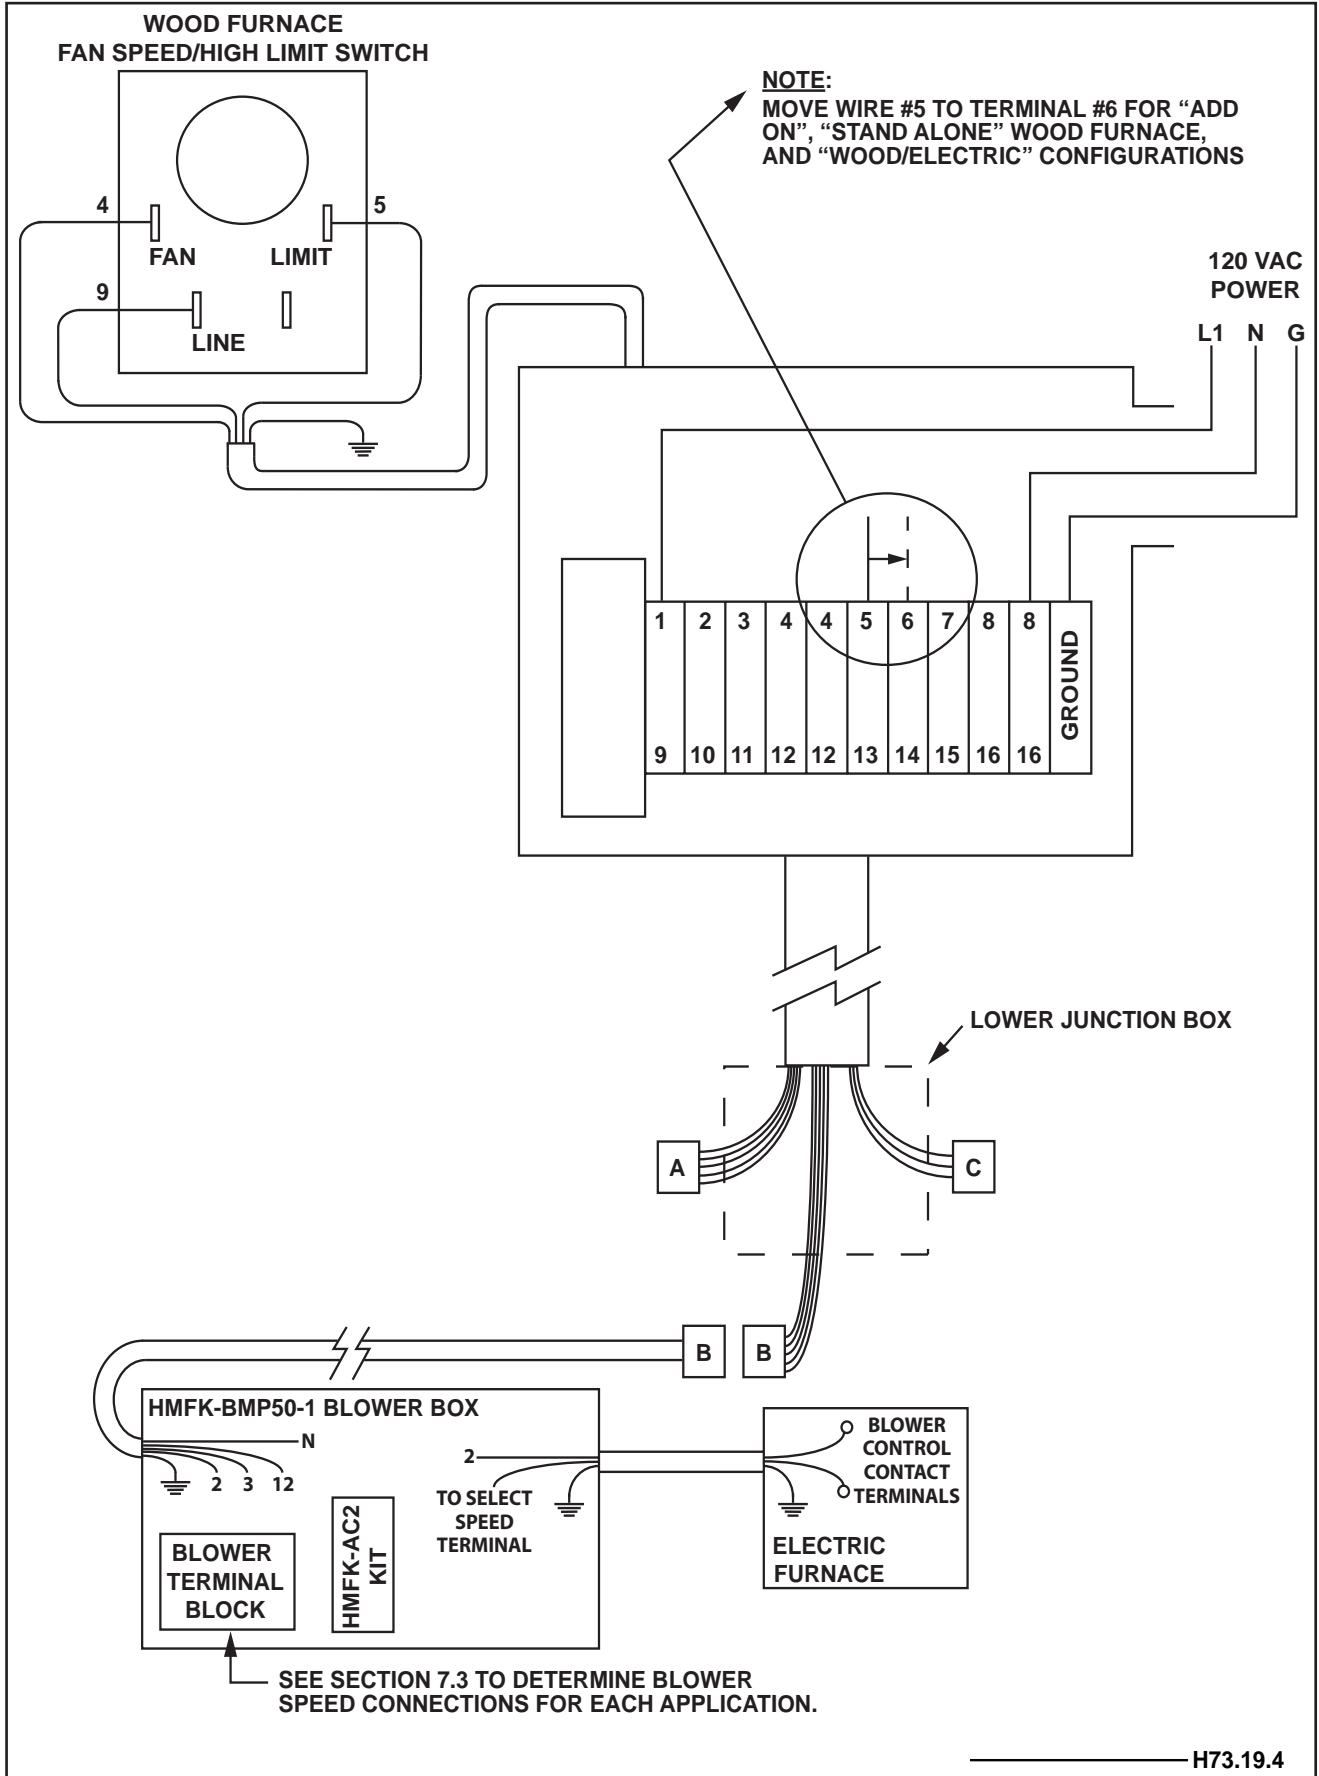 WOOD FURNACE
FAN SPEED/HIGH LIMIT SWITCH
NOTE:
MOVE WIRE #5 TO TERMINAL #6 FOR “ADD
ON”, “STAND ALONE” WOOD FURNACE,
AND “WOOD/ELECTRIC” CONFIGURATIONS
4
5
FAN
LIMIT
9
LINE
120 VAC
POWER
L1 N G
1 2 3 4 4 5 6 7 8 8
GROUND
9 10 11 12 12 13 14 15 16 16
LOWER JUNCTION BOX
A
C
B
B
HMFK-BMP50-1 BLOWER BOX
N
2 3 12
2
TO SELECT
SPEED
TERMINAL
HMFK-AC2
KIT
BLOWER
TERMINAL
BLOCK
BLOWER
CONTROL
CONTACT
TERMINALS
ELECTRIC
FURNACE
SEE SECTION 7.3 TO DETERMINE BLOWER
SPEED CONNECTIONS FOR EACH APPLICATION.
H73.19.4